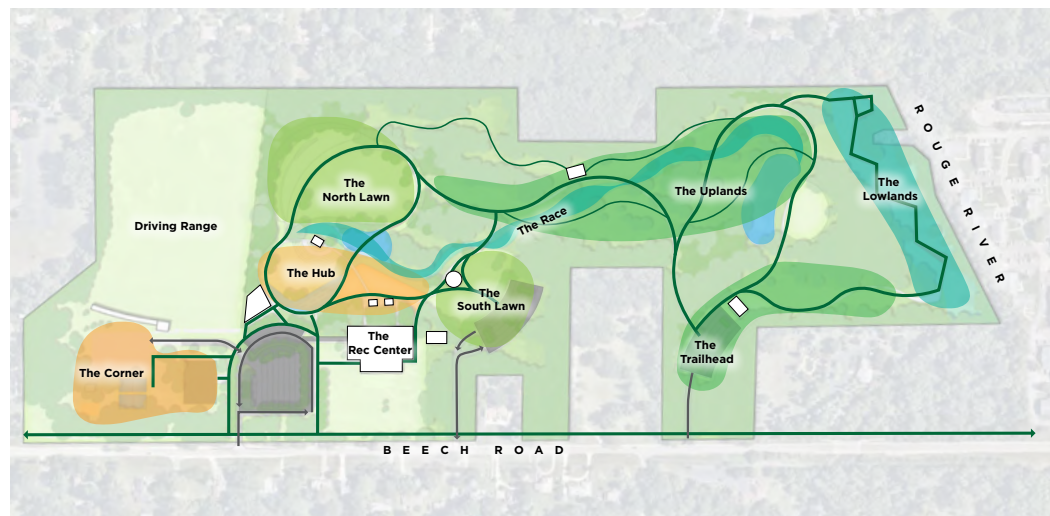 The
North Lawn
Driving Range
The Race
The Uplands
The
Lowlands
ROUGE RIVER
The Hub
The
South Lawn
The
Rec Center
The
Trailhead
The Corner
BEECH ROAD